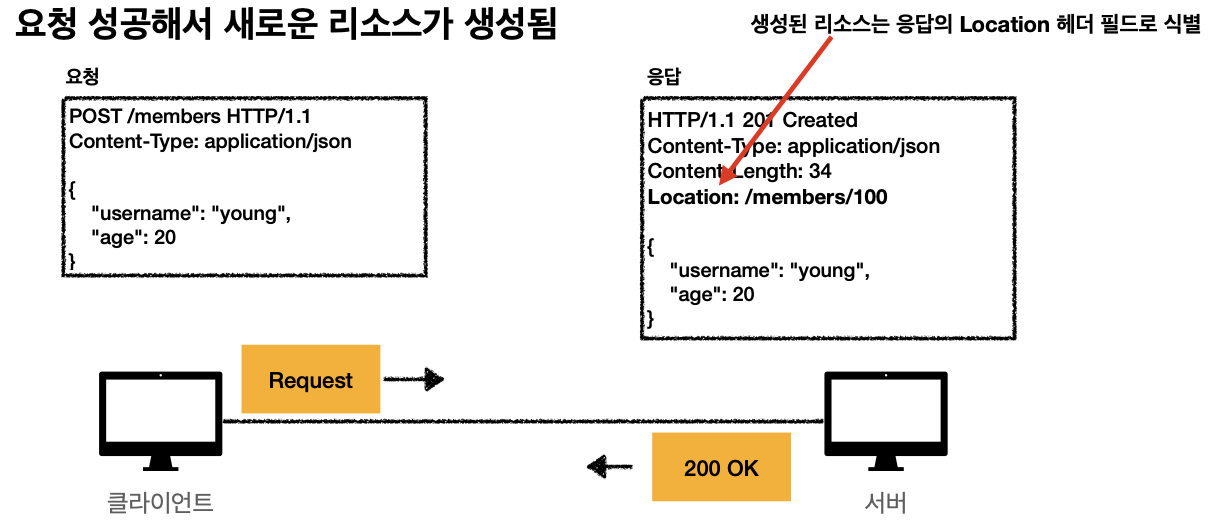 요청 성공해서 새로운 리소스가 생성됨
생성된 리소스는 응답의 Location 헤더 필드로 식별
요청
POST /members HTTP/1.1
Content-Type: application/json
{
"username": "young",
"age": 20
}
응답
HTTP/1.1 201 Created
Content-Type: application/json
Content-Length: 34
Location: /members/100
{
"username": "young",
"age": 20
}
Request
200 OK
클라이언트
서버